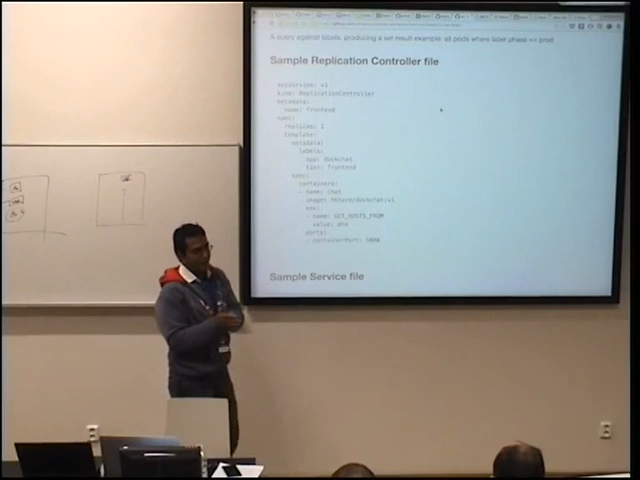 A query against labels, producing a set result example: all pods where label phase == prod
Sample Replication Controller file
apiVersion: v1
kind: ReplicationController
metadata:
name: frontend
spec:
replicas: 1
template:
metadata:
labels:
app: dockchat
tier: frontend
spec:
containers:
- name: chat
image: /dockchat:v1
env:
- name: GET_HOSTS_FROM
value: dns
ports:
- containerPort: 5000
Sample Service file